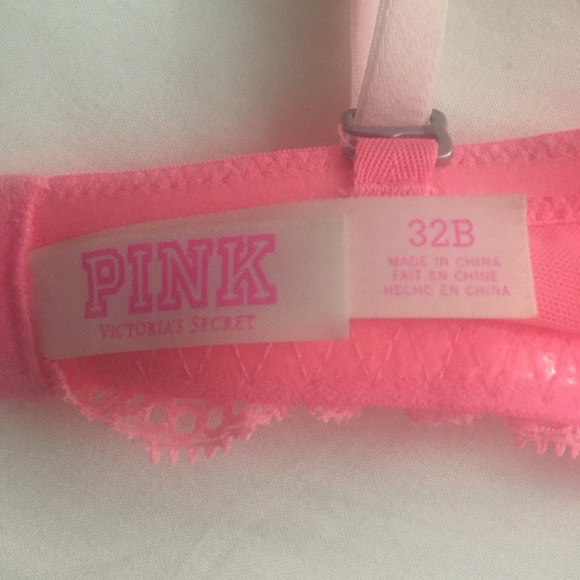 PINK
VICTORIA'S SECRET
32B
MADE IN CHINA
FAIT EN CHINE
HECHO EN CHINA